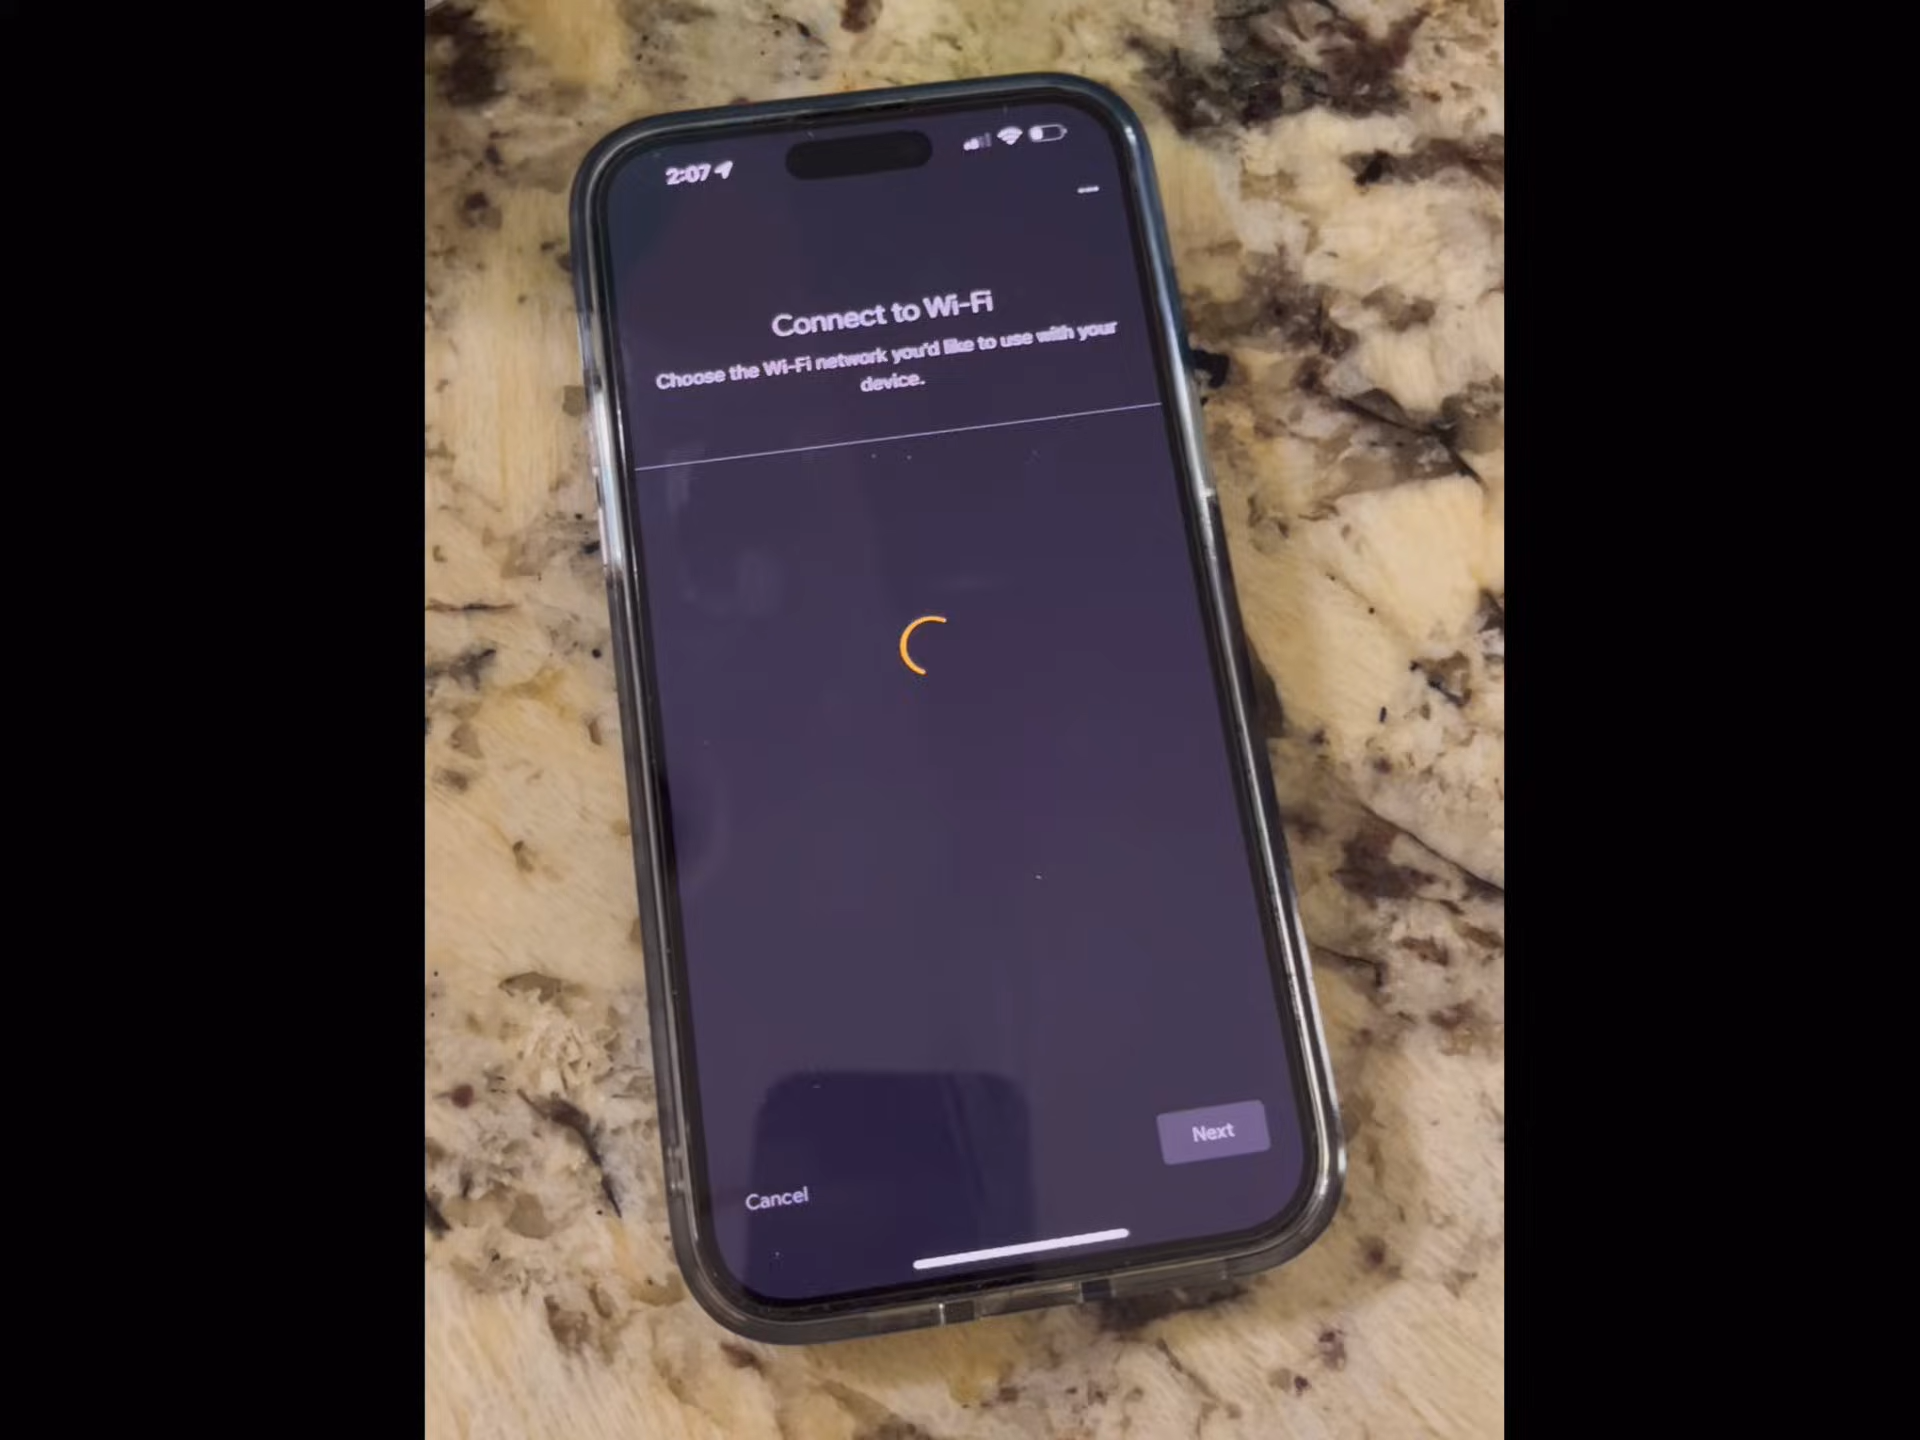 2:07
Connect to Wi-Fi
Choose the Wi-Fi network you'd like to use with your
device.
Next
Cancel